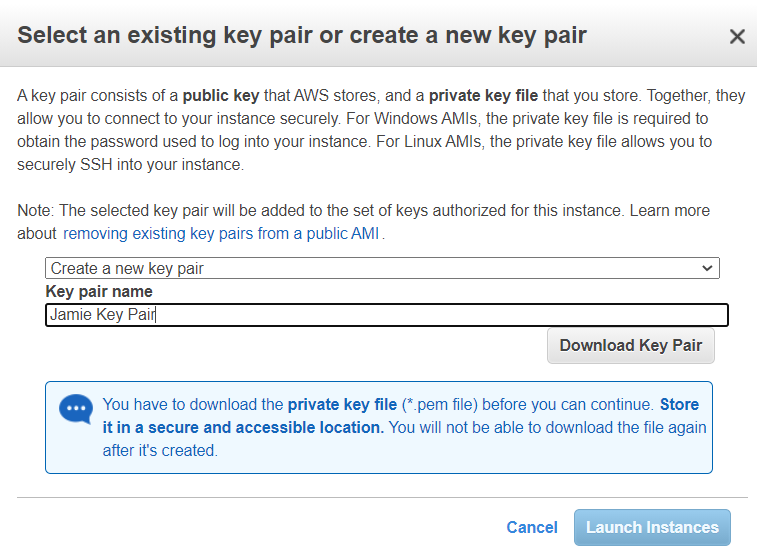 Select an existing key pair or create a new key pair
A key pair consists of a public key that AWS stores, and a private key file that you store. Together, they
allow you to connect to your instance securely. For Windows AMIs, the private key file is required to
obtain the password used to log into your instance. For Linux AMIs, the private key file allows you to
securely SSH into your instance.
Note: The selected key pair will be added to the set of keys authorized for this instance. Learn more
about removing existing key pairs from a public AMI.
Create a new key pair
Key pair name
Jamie Key Pair
Download Key Pair
You have to download the private key file (*.pem file) before you can continue. Store
it in a secure and accessible location. You will not be able to download the file again
after it's created.
Cancel Launch Instances